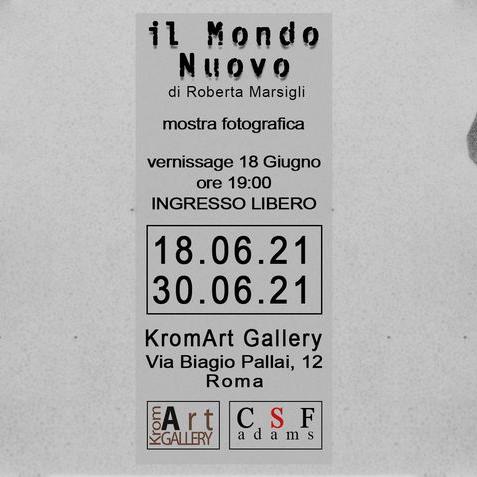 il Mondo
Nuovo
di Roberta Marsigli
mostra fotografica
vernissage 18 Giugno
ore 19:00
INGRESSO LIBERO
18.06.21
30.06.21
KromArt Gallery
Via Biagio Pallai, 12
Roma
Krom Art
GALLERY
CSF
adams